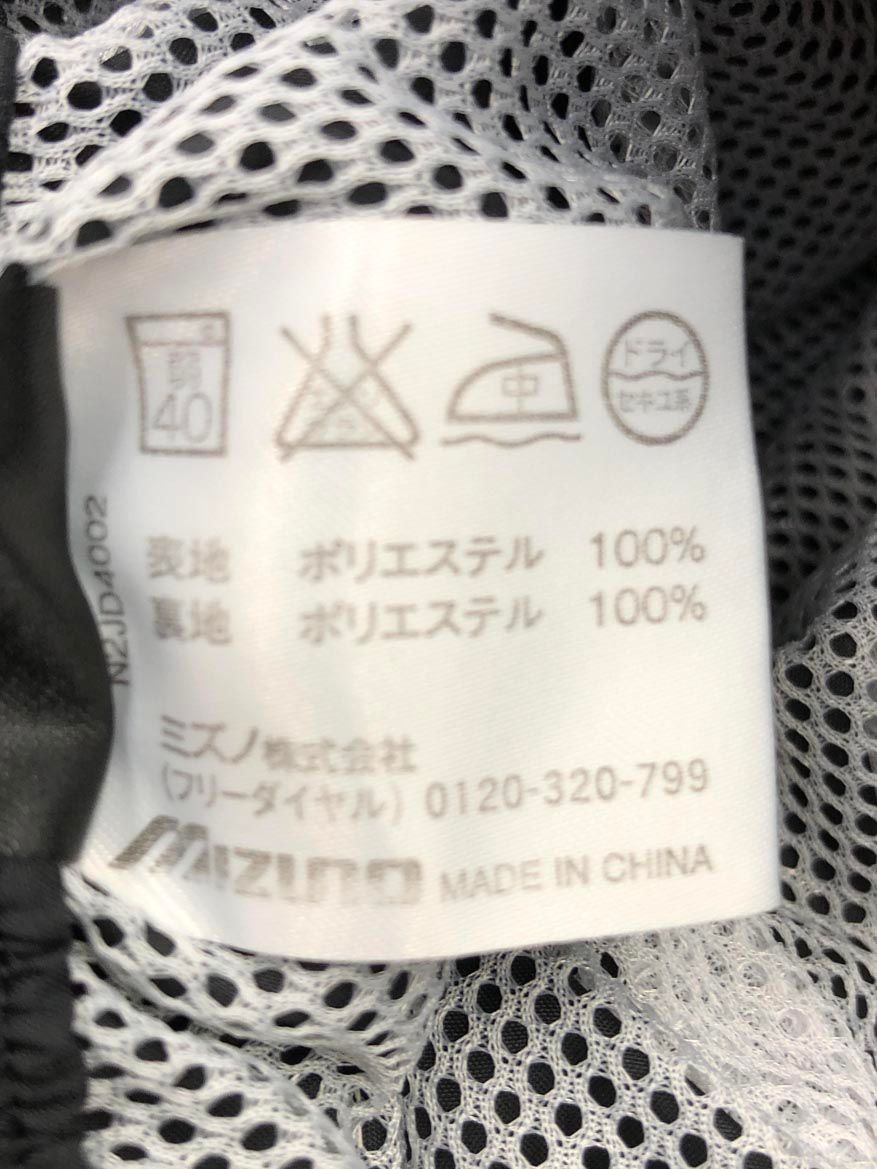 40
中
ドライ
セキユ系
N2JD4002
表地 ポリエステル 100%
裏地 ポリエステル 100%
ミズノ株式会社
(フリーダイヤル) 0120-320-799
MIZUNO MADE IN CHINA